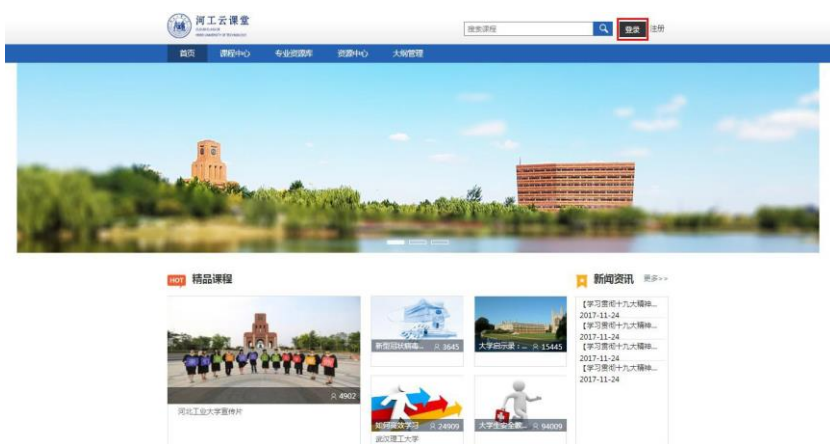 河工云课堂
搜索课程
登录 注册
首页 课程中心 专业资源库 资源中心 大纲管理
HOT 精品课程
新闻资讯 更多>>
【学习贯彻十九大精神...
2017-11-24
【学习贯彻十九大精神...
2017-11-24
【学习贯彻十九大精神...
2017-11-24
【学习贯彻十九大精神...
2017-11-24
新型冠状病毒... 3645
大学启示录：... 15445
4902
河北工业大学宣传片
如何高效学习 24909
大学生安全教... 94009
武汉理工大学